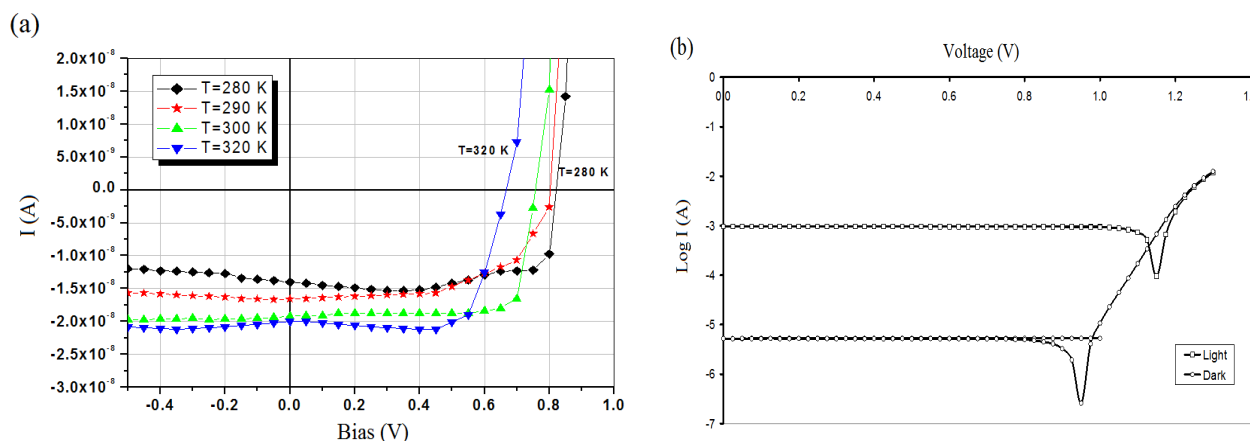 (a)
2.0x10⁻⁸
1.5x10⁻⁸
1.0x10⁻⁸
5.0x10⁻⁹
0.0
-5.0x10⁻⁹
-1.0x10⁻⁸
-1.5x10⁻⁸
-2.0x10⁻⁸
-2.5x10⁻⁸
-3.0x10⁻⁸
I (A)
T=280 K
T=290 K
T=300 K
T=320 K
T=320 K
T=280 K
-0.4 -0.2 0.0 0.2 0.4 0.6 0.8 1.0
Bias (V)
(b)
Voltage (V)
0.0 0.2 0.4 0.6 0.8 1.0 1.2
0
-1
-2
-3
-4
-5
-6
-7
Log I (A)
Light
Dark